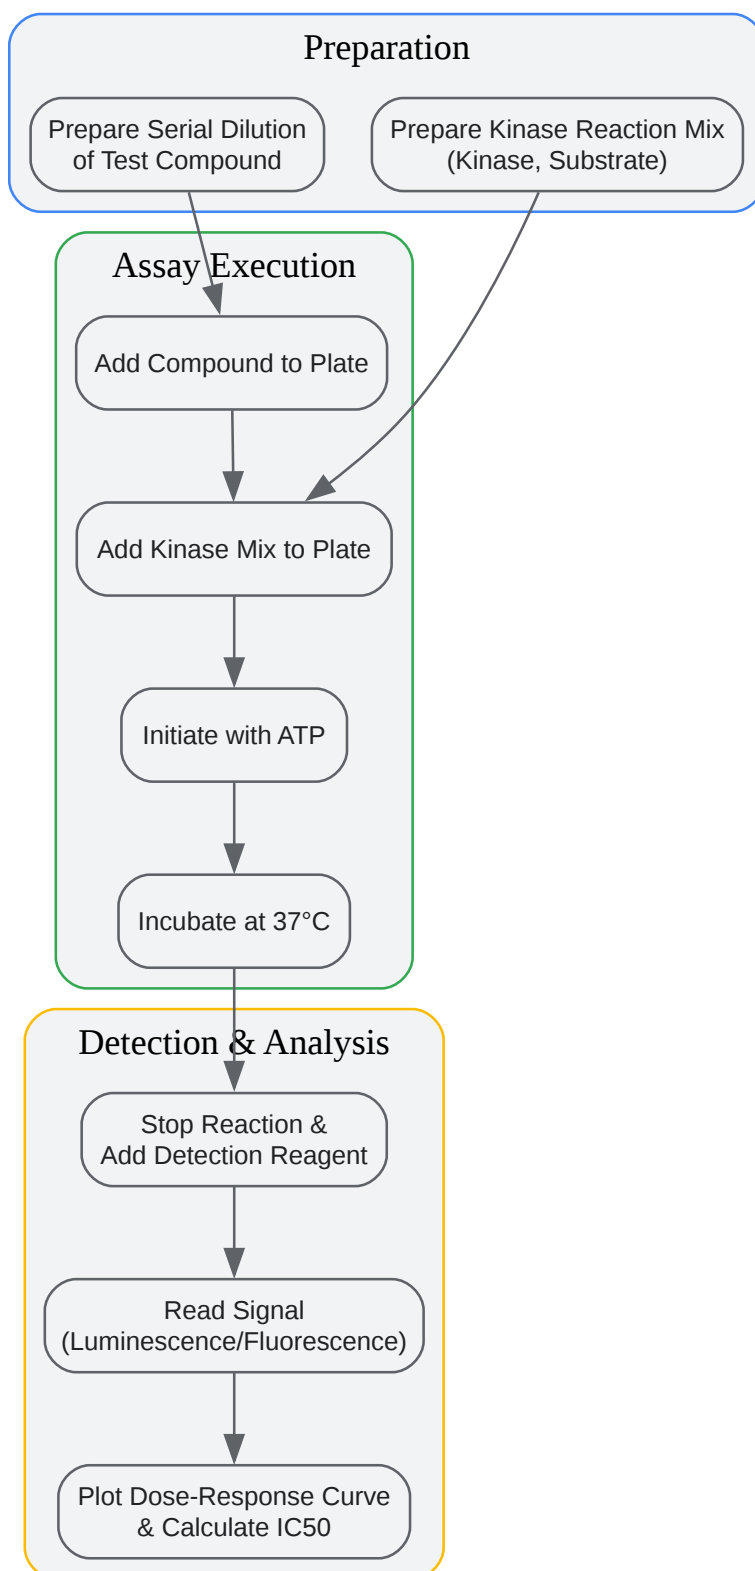 Preparation
Prepare Serial Dilution
of Test Compound
Prepare Kinase Reaction Mix
(Kinase, Substrate)
Assay Execution
Add Compound to Plate
Add Kinase Mix to Plate
Initiate with ATP
Incubate at 37°C
Detection & Analysis
Stop Reaction &
Add Detection Reagent
Read Signal
(Luminescence/Fluorescence)
Plot Dose-Response Curve
& Calculate IC50